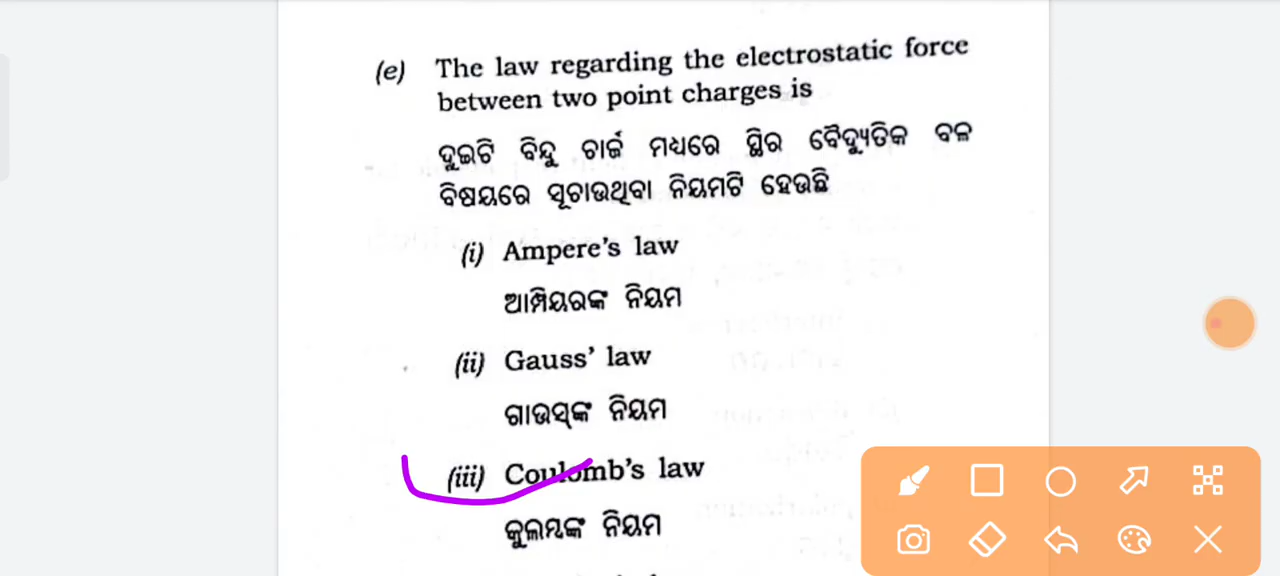 (e) The law regarding the electrostatic force
between two point charges is
ଦୁଇଟି ବିନ୍ଦୁ ଚାର୍ଜ ମଧ୍ୟରେ ସ୍ଥିର ବୈଦ୍ୟୁତିକ ବଳ
ବିଷୟରେ ସୂଚାଉଥିବା ନିୟମଟି ହେଉଛି
(i) Ampere's law
ଆମ୍ପିୟରଙ୍କ ନିୟମ
(ii) Gauss' law
ଗାଉସ୍‌ଙ୍କ ନିୟମ
(iii) Coulomb's law
କୁଲମ୍ବଙ୍କ ନିୟମ